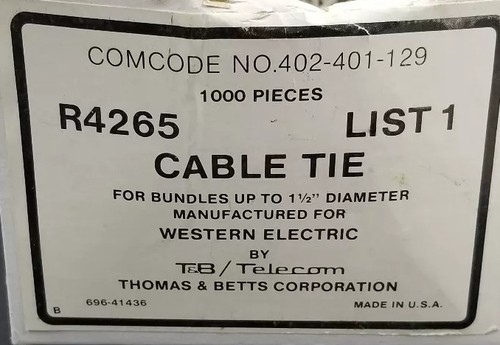 COMCODE NO.402-401-129
1000 PIECES
R4265 LIST 1
CABLE TIE
FOR BUNDLES UP TO 1½" DIAMETER
MANUFACTURED FOR
WESTERN ELECTRIC
BY
T&B/Telecom
THOMAS & BETTS CORPORATION
B 696-41436 MADE IN U.S.A.